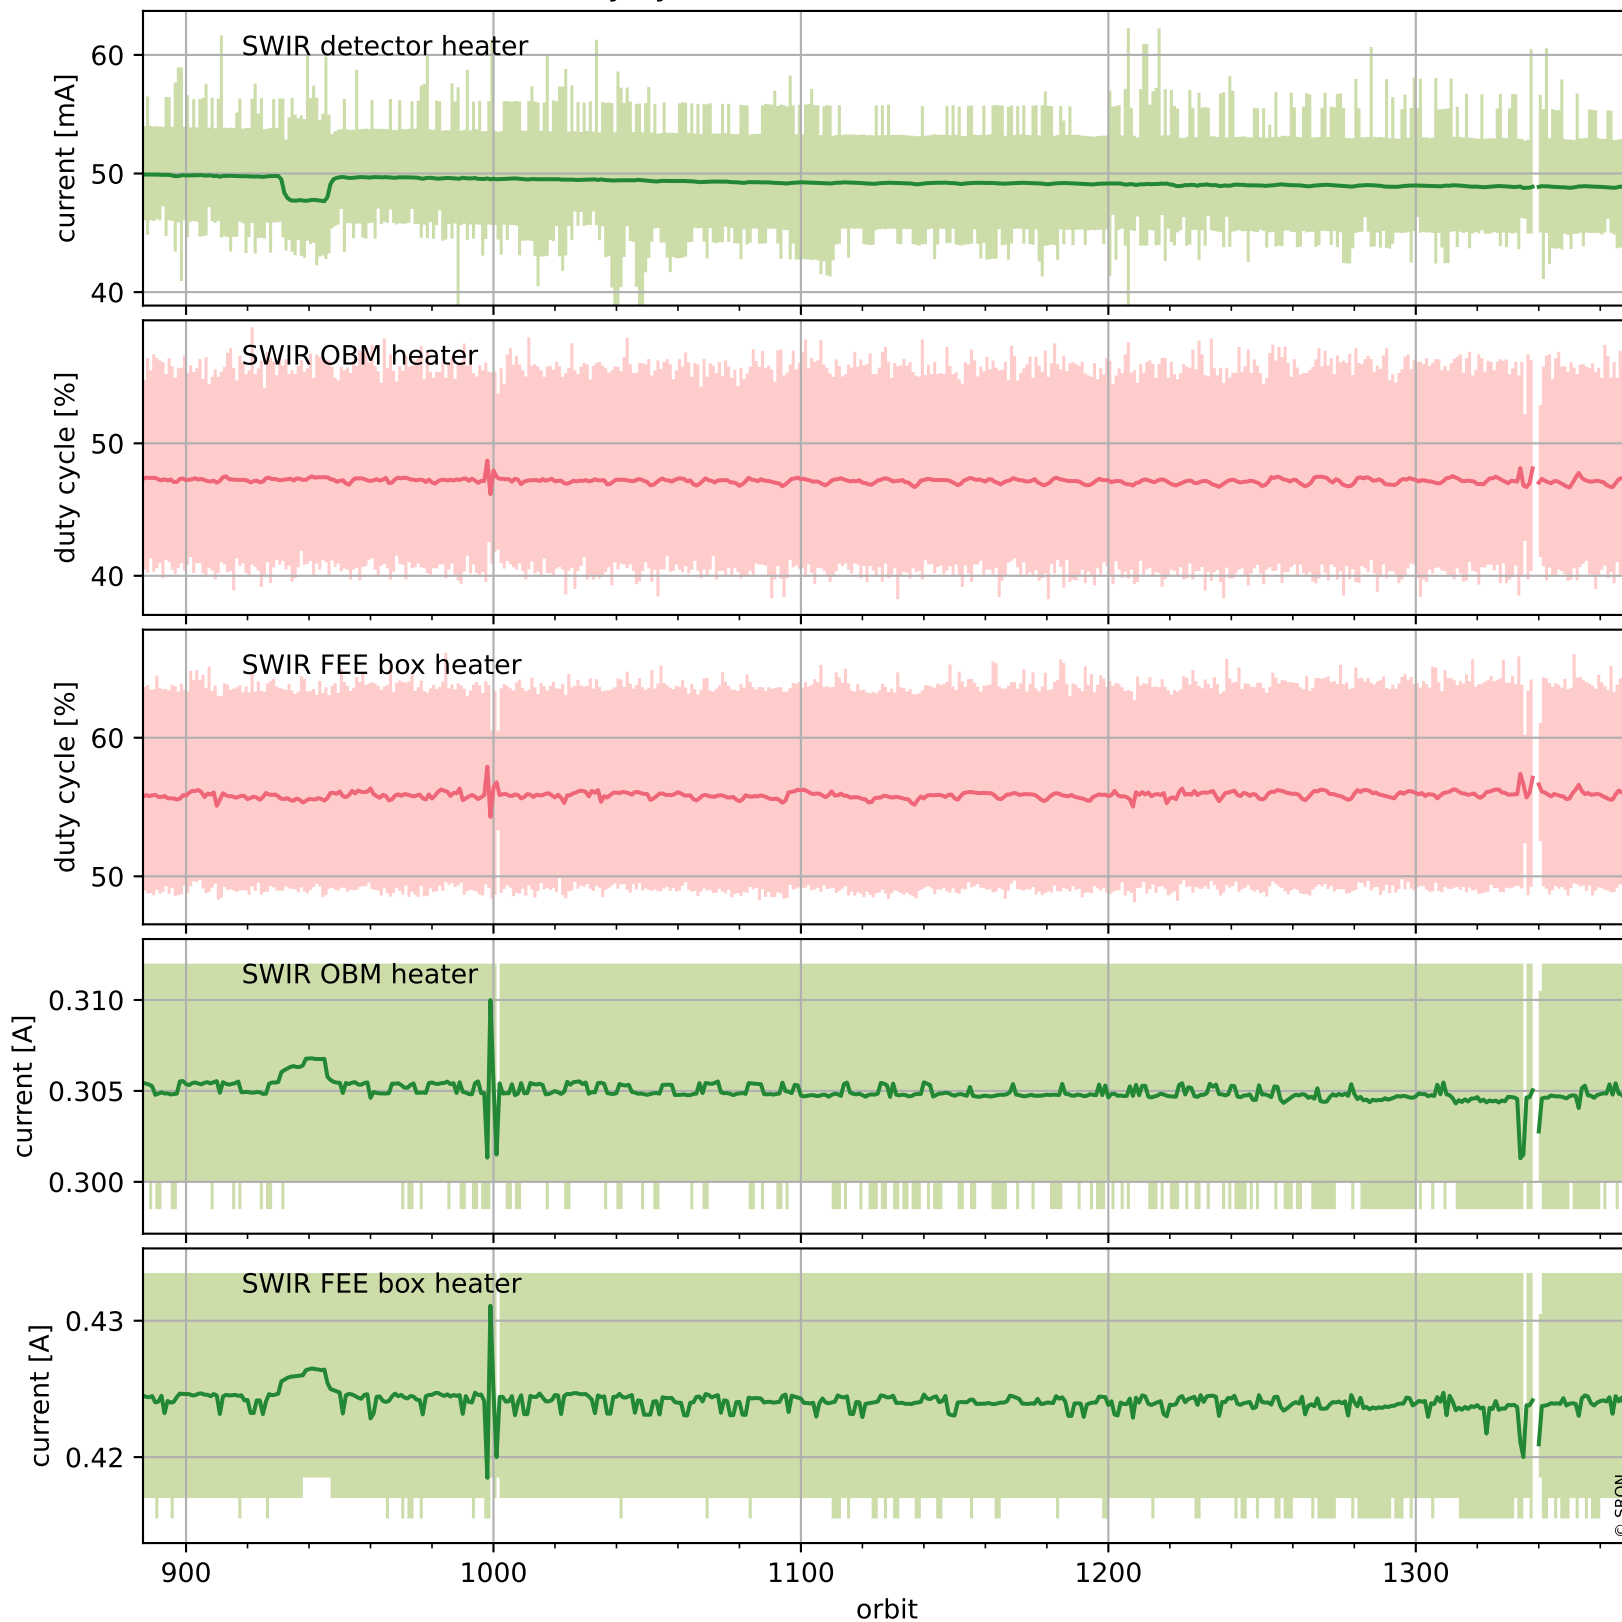 SWIR detector heater
current [mA]
60
50
40
SWIR OBM heater
duty cycle [%]
50
40
SWIR FEE box heater
duty cycle [%]
60
50
SWIR OBM heater
current [A]
0.310
0.305
0.300
SWIR FEE box heater
current [A]
0.43
0.42
© SRON
900 1000 1100 1200 1300
orbit